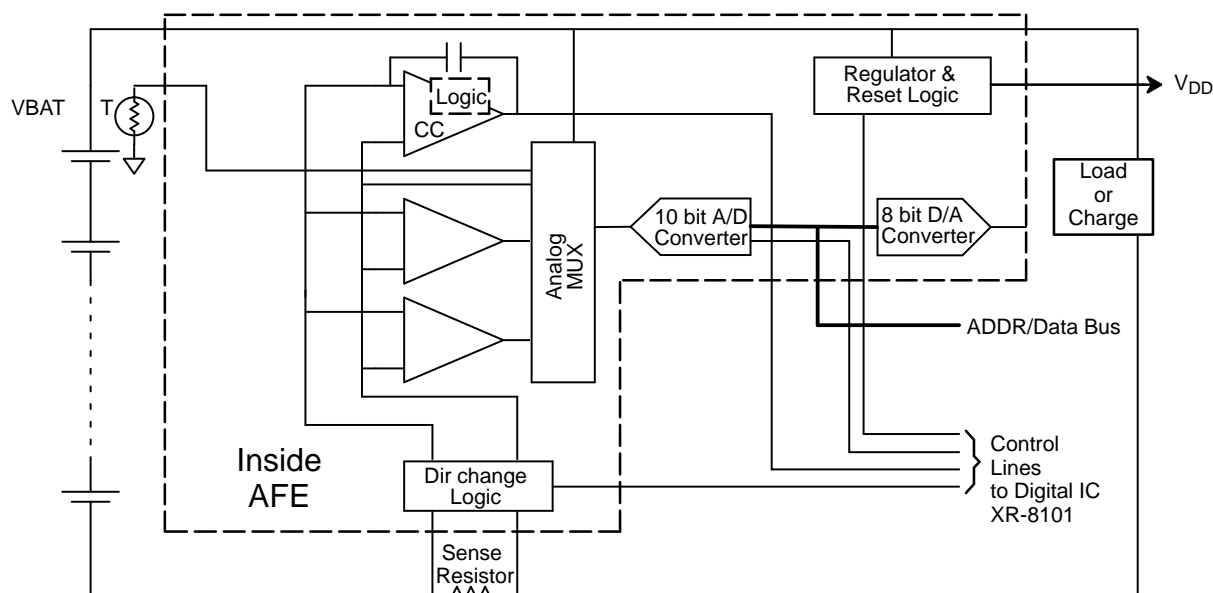 VBAT
T
Logic
CC
Regulator &
Reset Logic
VDD
Load
or
Charge
Analog
MUX
10 bit A/D
Converter
8 bit D/A
Converter
ADDR/Data Bus
Inside
AFE
Dir change
Logic
Control
Lines
to Digital IC
XR-8101
Sense
Resistor